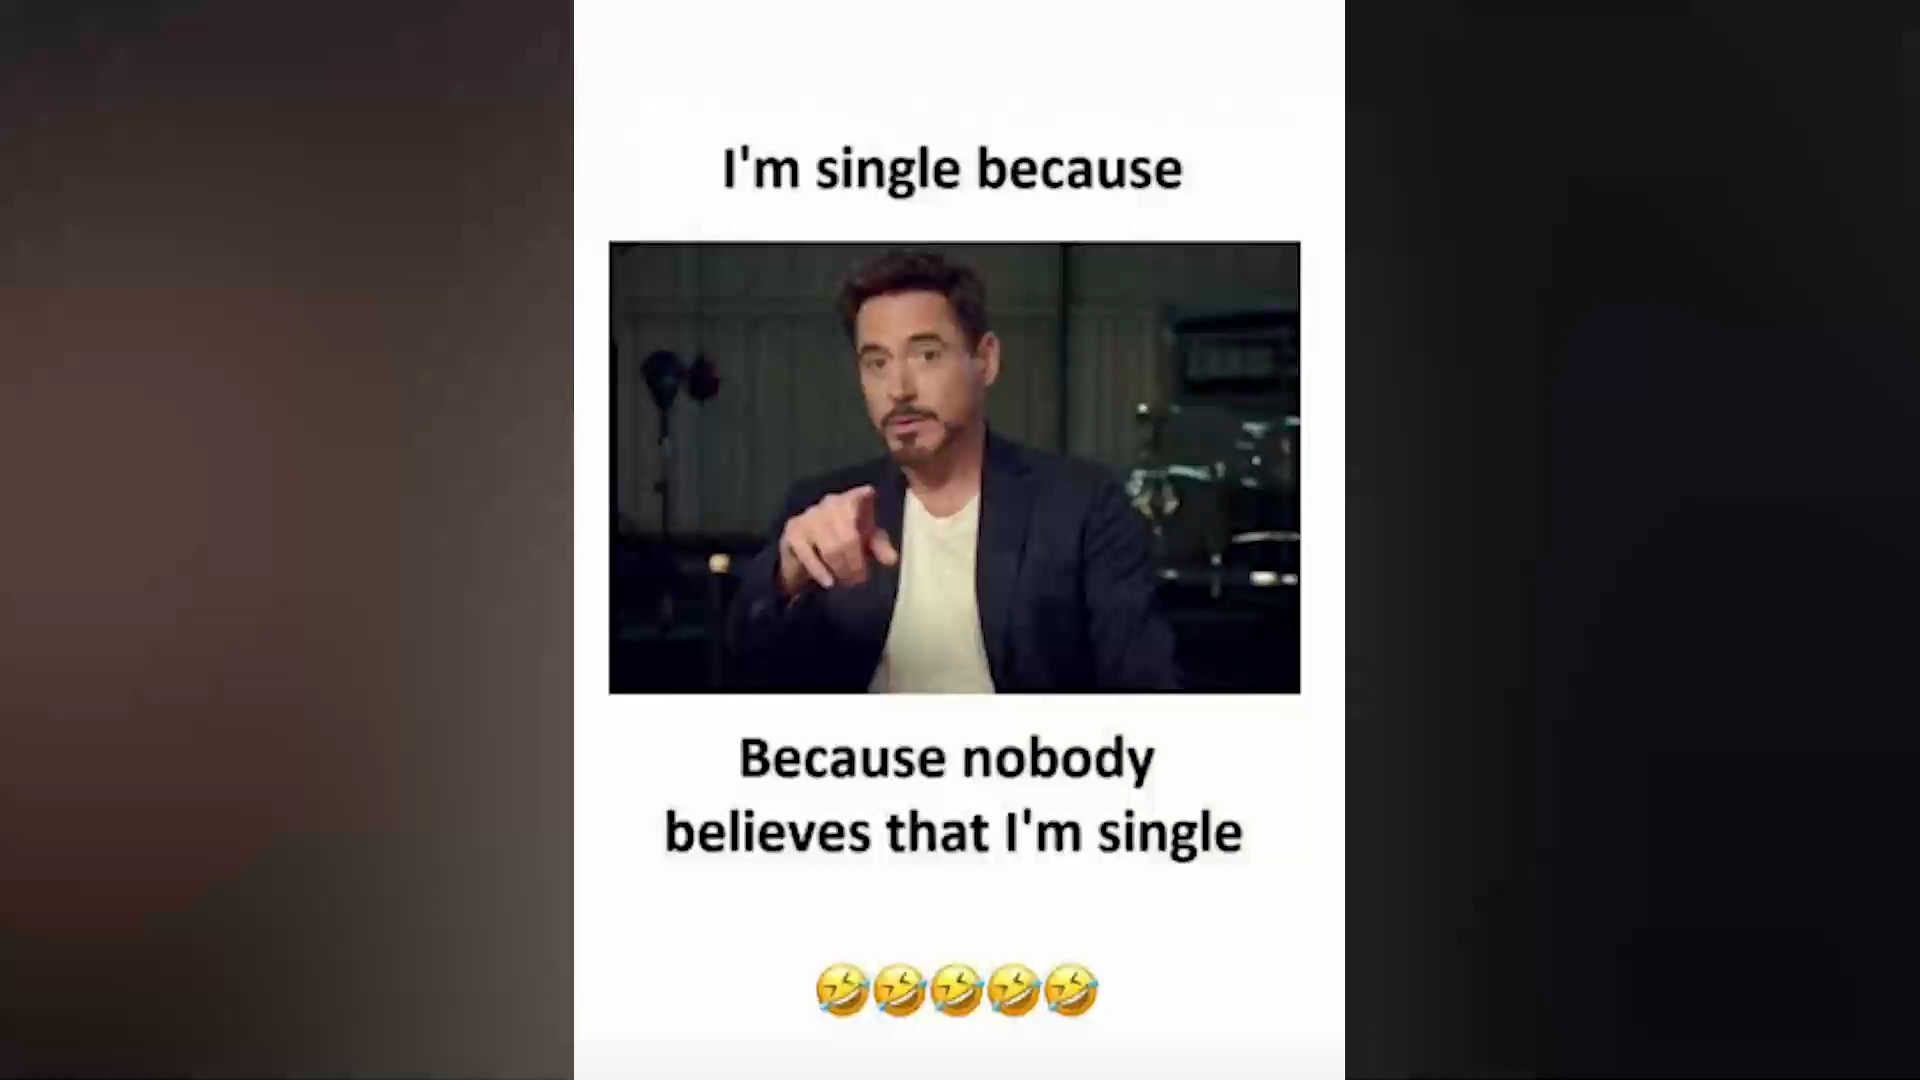 I'm single because
Because nobody
believes that I'm single
🤣🤣🤣🤣🤣